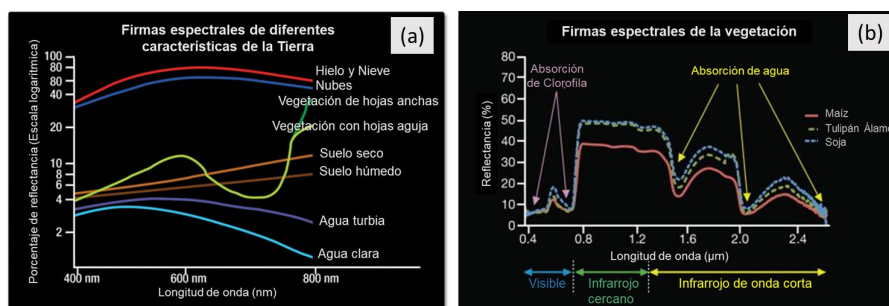 Firmas espectrales de diferentes
características de la Tierra
(a)
Porcentaje de reflectancia (Escala logarítmica)
100
80
60
40
20
10
8
6
4
2
Hielo y Nieve
Nubes
Vegetación de hojas anchas
Vegetación con hojas aguja
Suelo seco
Suelo húmedo
Agua turbia
Agua clara
400 nm
600 nm
800 nm
Longitud de onda (nm)
Firmas espectrales de la vegetación
(b)
Reflectancia (%)
80
70
60
50
40
30
20
10
0
Absorción
de Clorofila
Absorción de agua
Maíz
Tulipán Álamo
Soja
0.4
0.8
1.2
1.6
2.0
2.4
Longitud de onda (µm)
Visible
Infrarrojo
cercano
Infrarrojo de onda corta